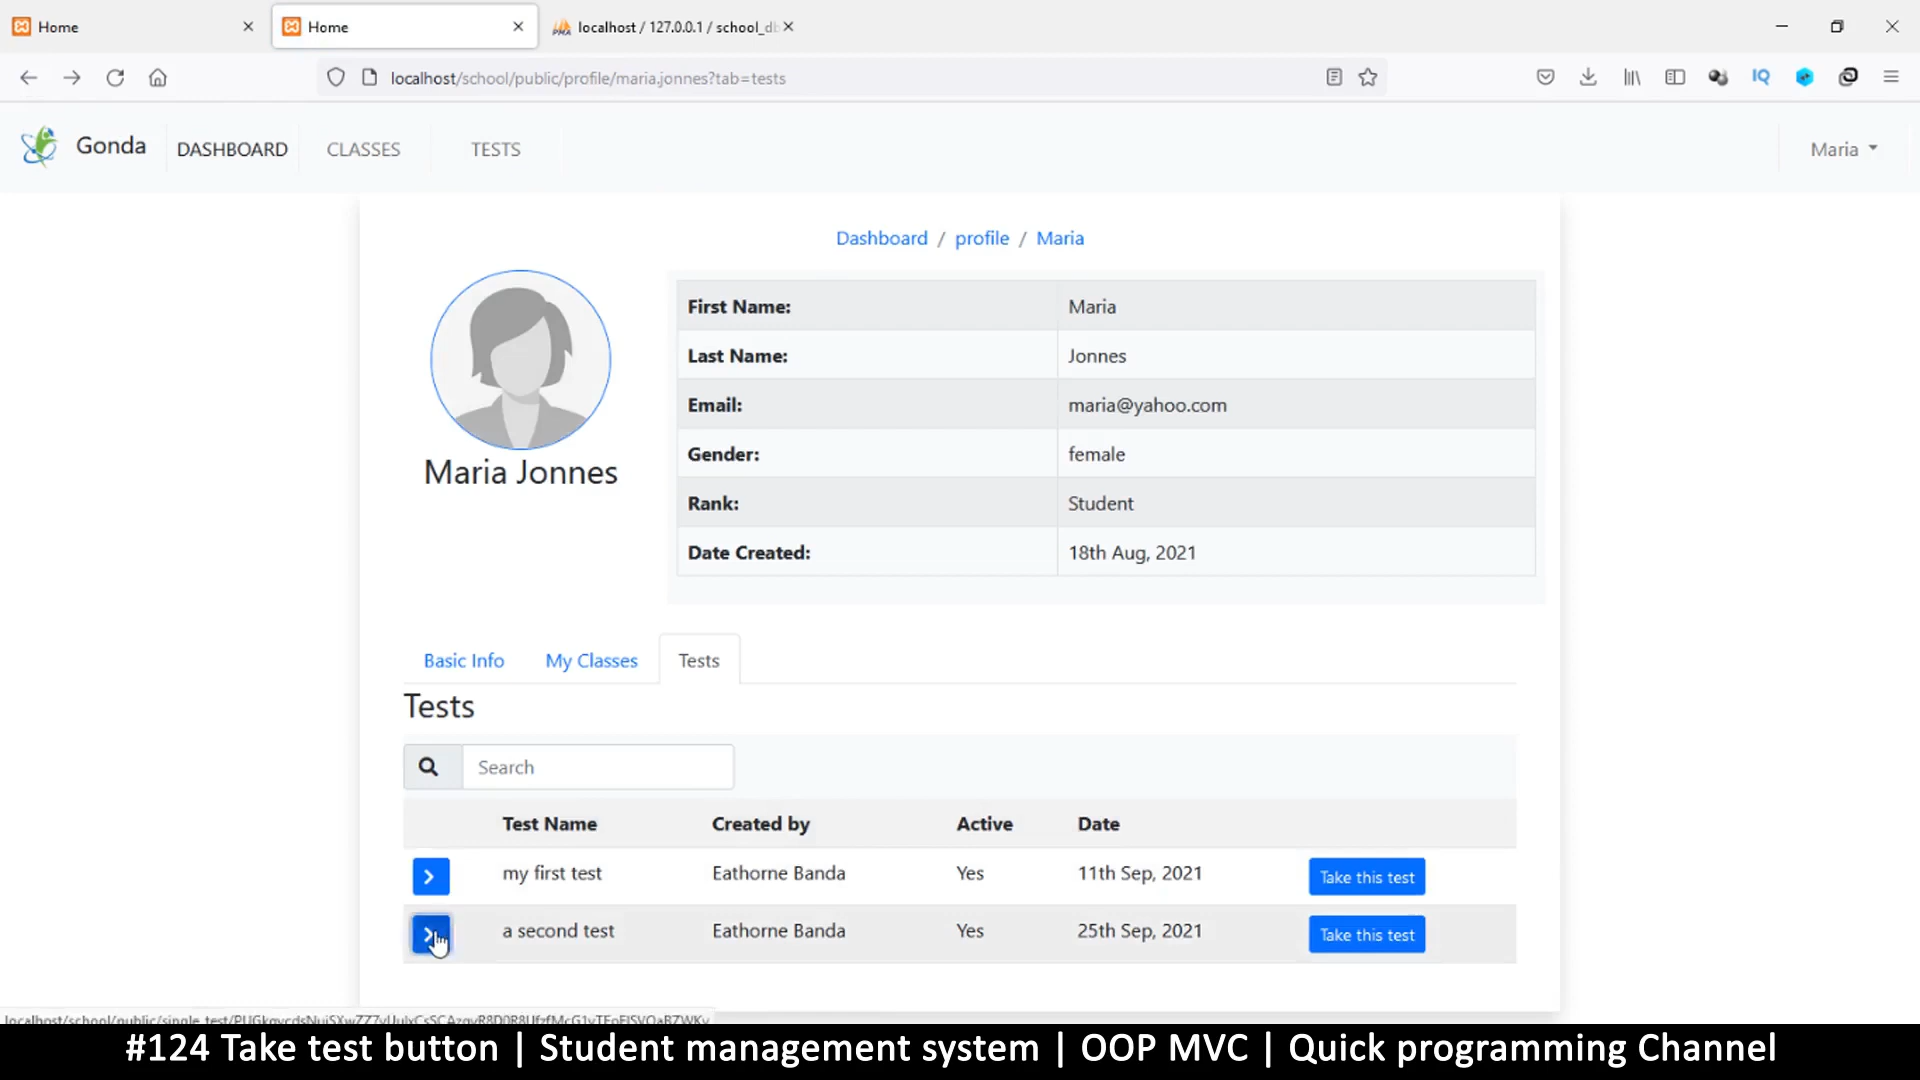 Home
Home
localhost / 127.0.0.1 / school_db
localhost/school/public/profile/maria.jonnes?tab=tests
IQ
Gonda
DASHBOARD
CLASSES
TESTS
Maria
Dashboard / profile / Maria
First Name: Maria
Last Name: Jonnes
Email: maria@yahoo.com
Gender: female
Rank: Student
Date Created: 18th Aug, 2021
Maria Jonnes
Basic Info
My Classes
Tests
Tests
Search
Test Name Created by Active Date
my first test Eathorne Banda Yes 11th Sep, 2021 Take this test
a second test Eathorne Banda Yes 25th Sep, 2021 Take this test
#124 Take test button | Student management system | OOP MVC | Quick programming Channel